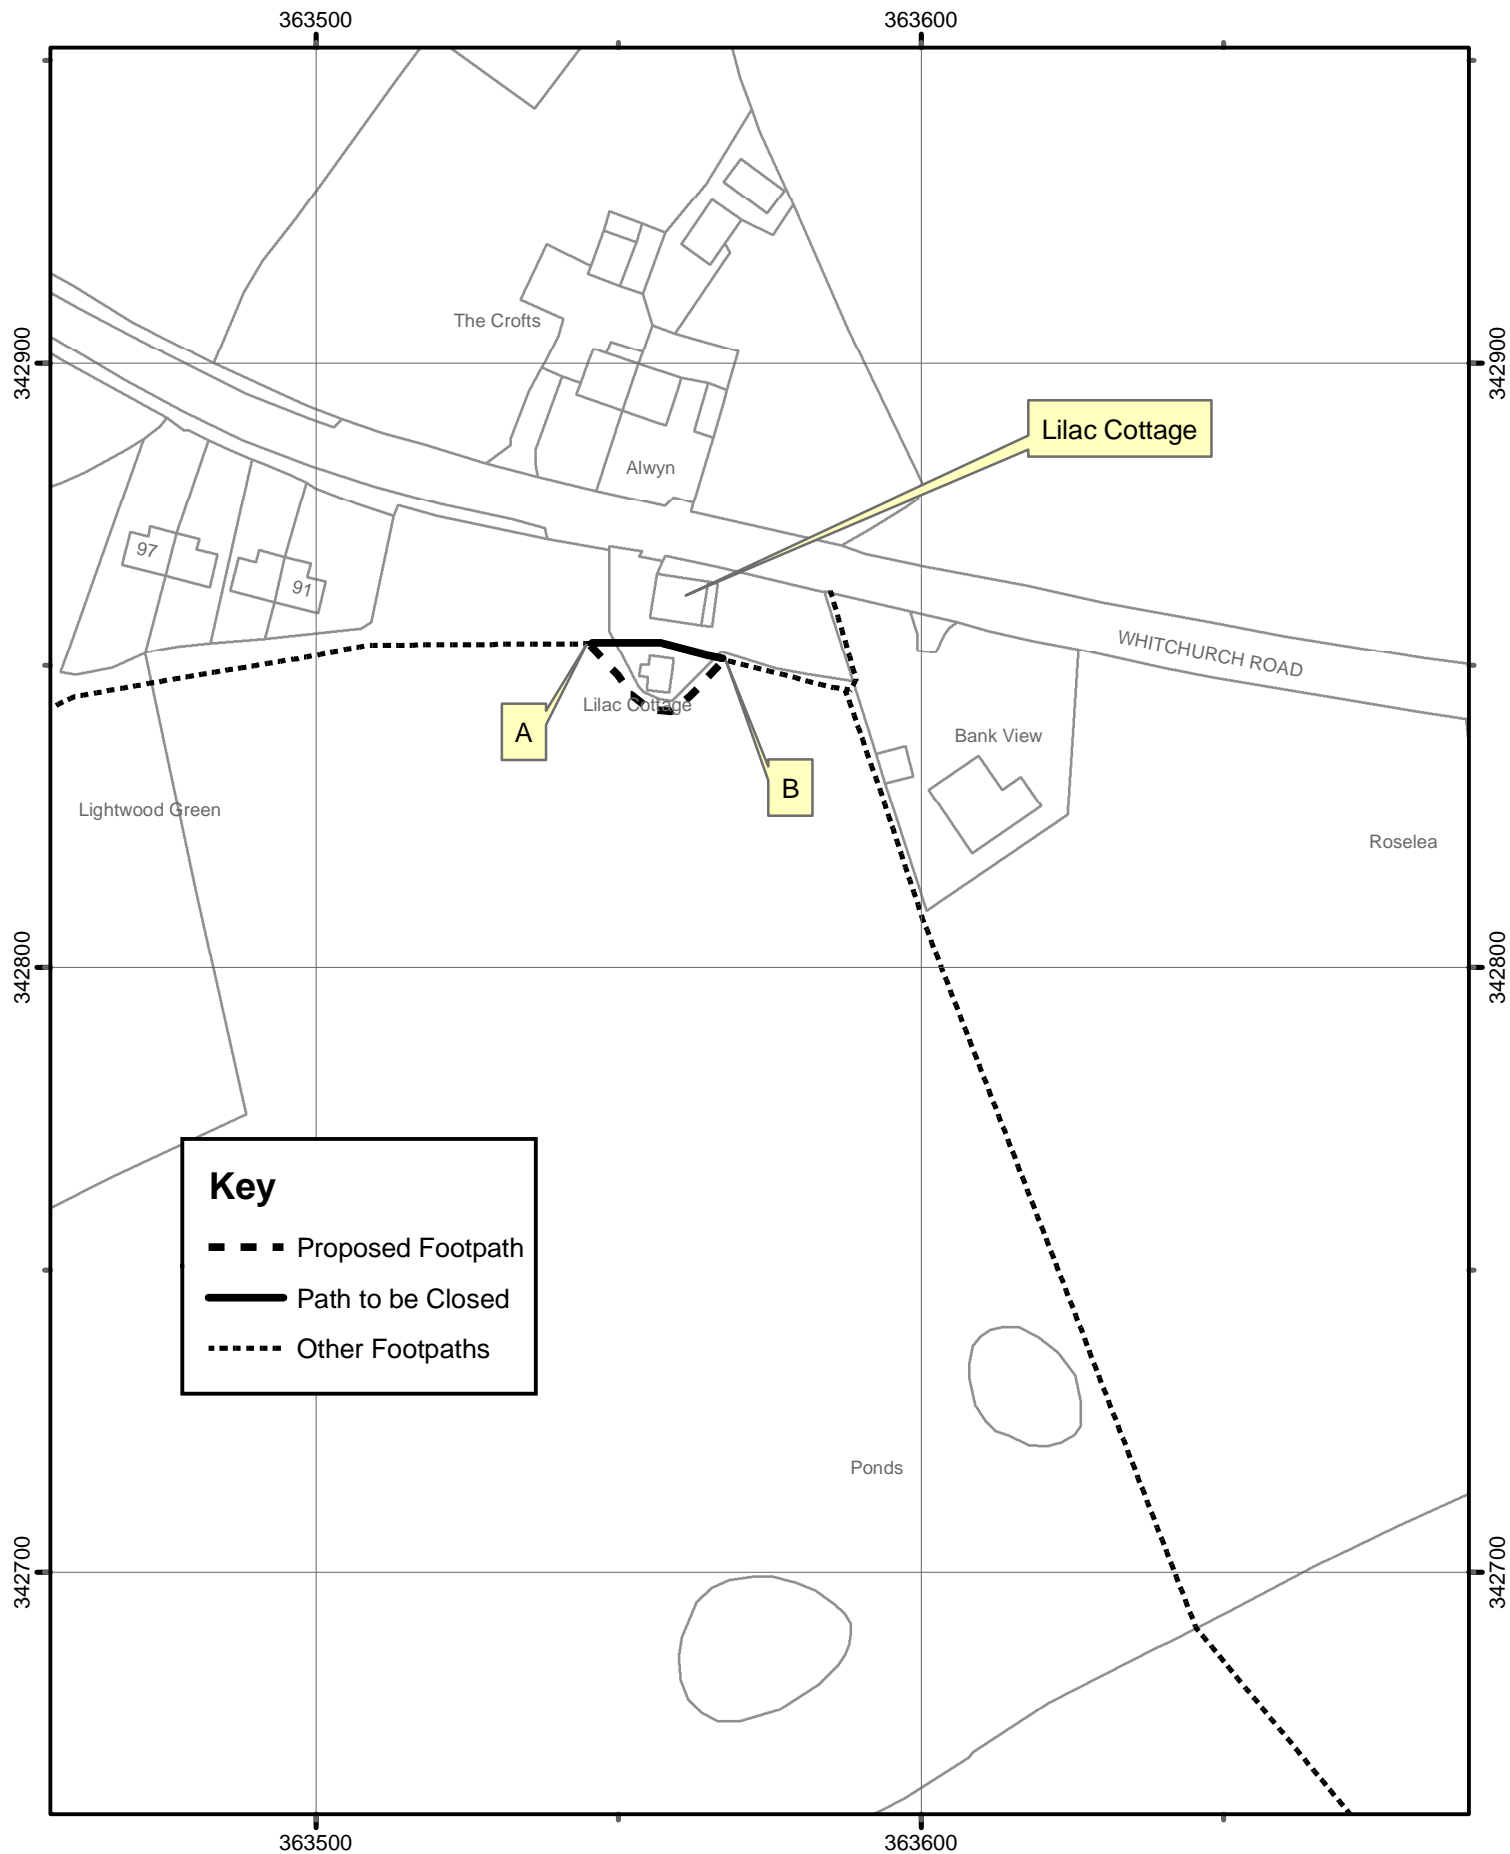 363500
363600
The Crofts
342900
342900
Lilac Cottage
Alwyn
97
91
WHITCHURCH ROAD
Lilac Cottage
A
Bank View
B
Lightwood Green
Roselea
342800
342800
Key
Proposed Footpath
Path to be Closed
Other Footpaths
Ponds
342700
342700
363500
363600